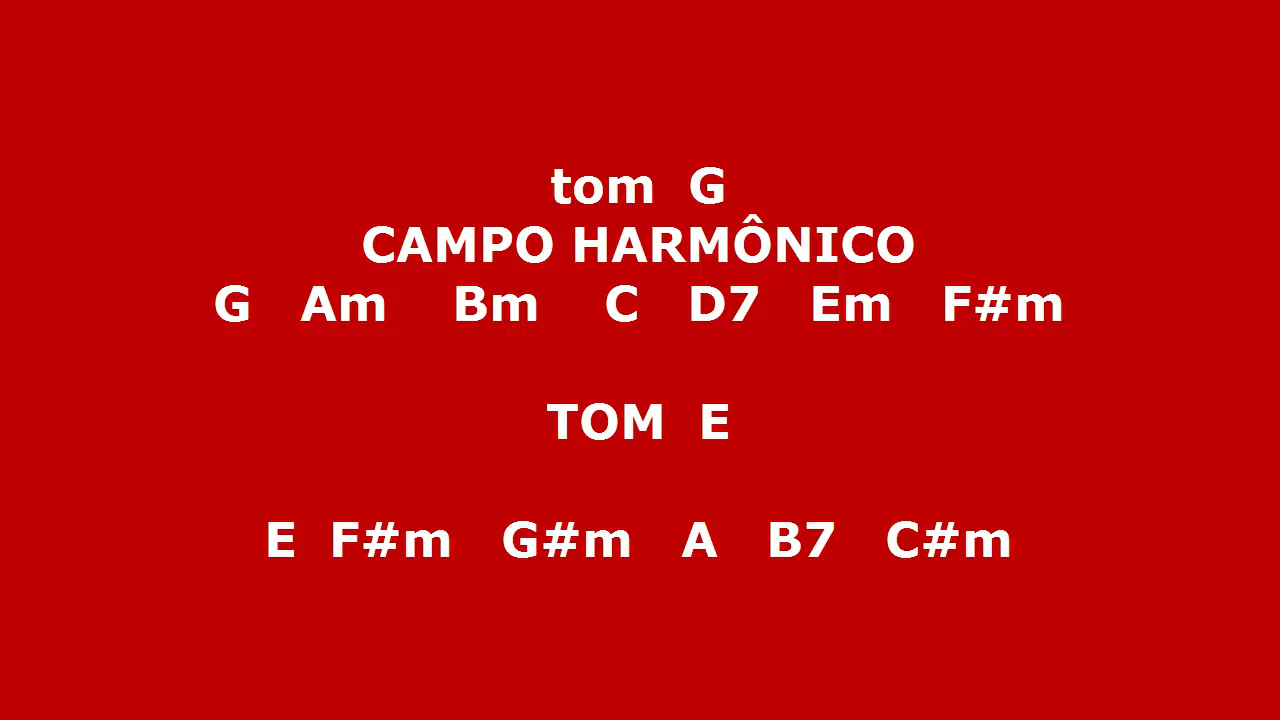 tom G
CAMPO HARMÔNICO
G Am Bm C D7 Em F#m
TOM E
E F#m G#m A B7 C#m